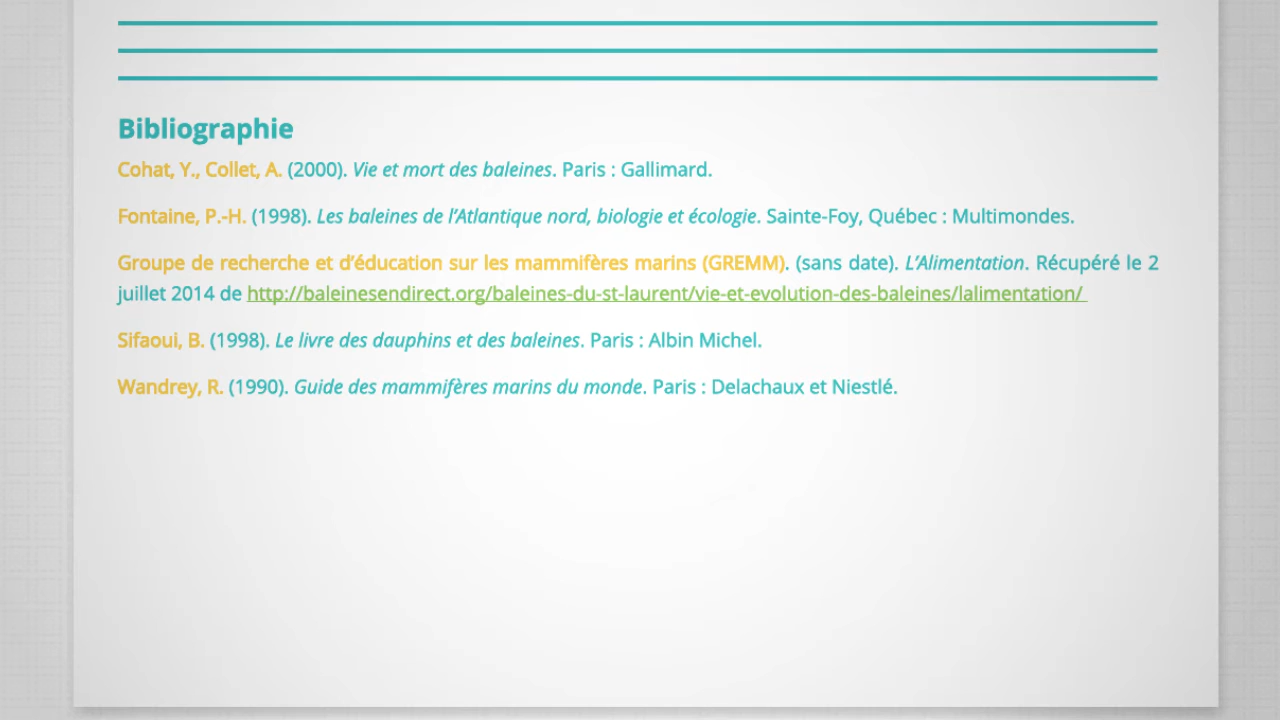 Bibliographie
Cohat, Y., Collet, A. (2000). Vie et mort des baleines. Paris : Gallimard.
Fontaine, P.-H. (1998). Les baleines de l’Atlantique nord, biologie et écologie. Sainte-Foy, Québec : Multimondes.
Groupe de recherche et d’éducation sur les mammifères marins (GREMM). (sans date). L’Alimentation. Récupéré le 2
juillet 2014 de http://baleinesendirect.org/baleines-du-st-laurent/vie-et-evolution-des-baleines/lalimentation/
Sifaoui, B. (1998). Le livre des dauphins et des baleines. Paris : Albin Michel.
Wandrey, R. (1990). Guide des mammifères marins du monde. Paris : Delachaux et Niestlé.